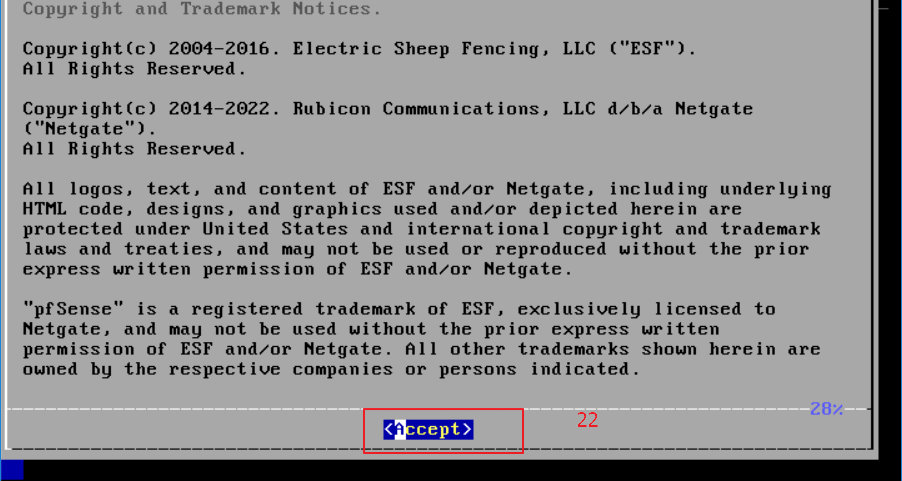 Copyright and Trademark Notices.
Copyright(c) 2004-2016. Electric Sheep Fencing, LLC ("ESF").
All Rights Reserved.
Copyright(c) 2014-2022. Rubicon Communications, LLC d/b/a Netgate
("Netgate").
All Rights Reserved.
All logos, text, and content of ESF and/or Netgate, including underlying
HTML code, designs, and graphics used and/or depicted herein are
protected under United States and international copyright and trademark
laws and treaties, and may not be used or reproduced without the prior
express written permission of ESF and/or Netgate.
"pfSense" is a registered trademark of ESF, exclusively licensed to
Netgate, and may not be used without the prior express written
permission of ESF and/or Netgate. All other trademarks shown herein are
owned by the respective companies or persons indicated.
28%
<Accept> 22